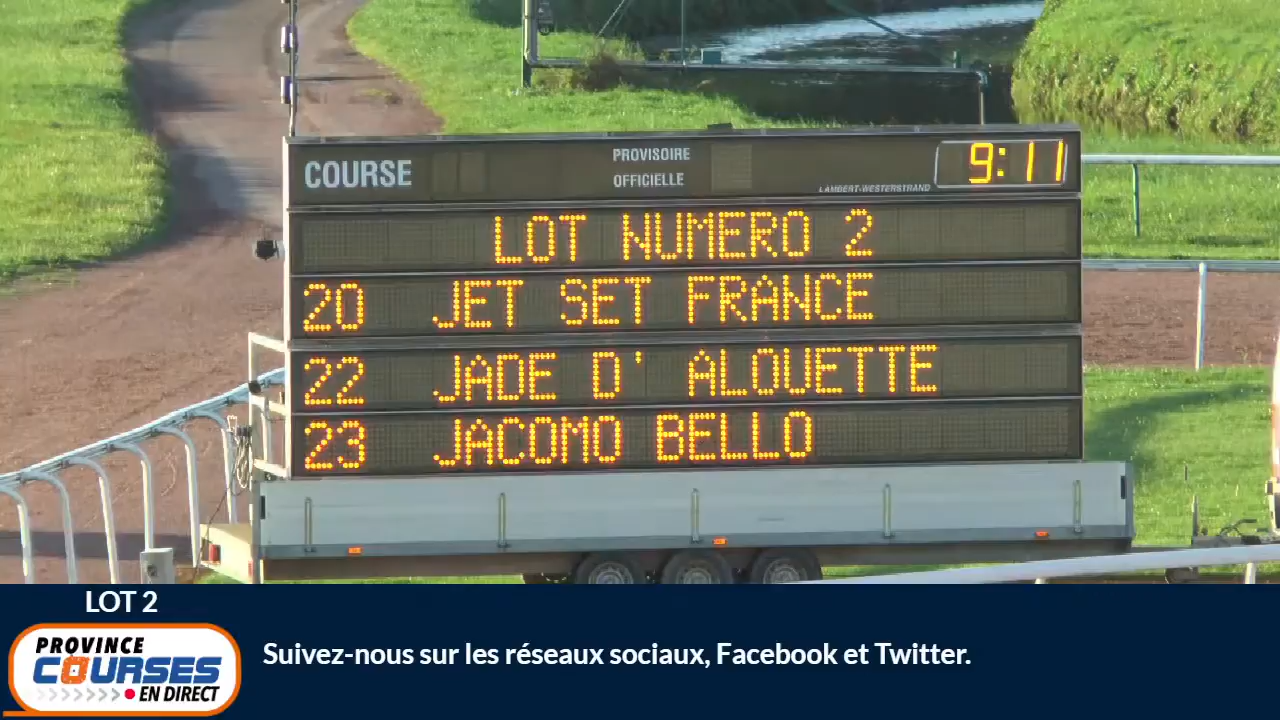 COURSE
PROVISOIRE
OFFICIELLE
LAMBERT-WESTERSTRAND
9:11
LOT NUMERO 2
20 JET SET FRANCE
22 JADE D' ALOUETTE
23 JACOMO BELLO
LOT 2
PROVINCE
COURSES
EN DIRECT
Suivez-nous sur les réseaux sociaux, Facebook et Twitter.